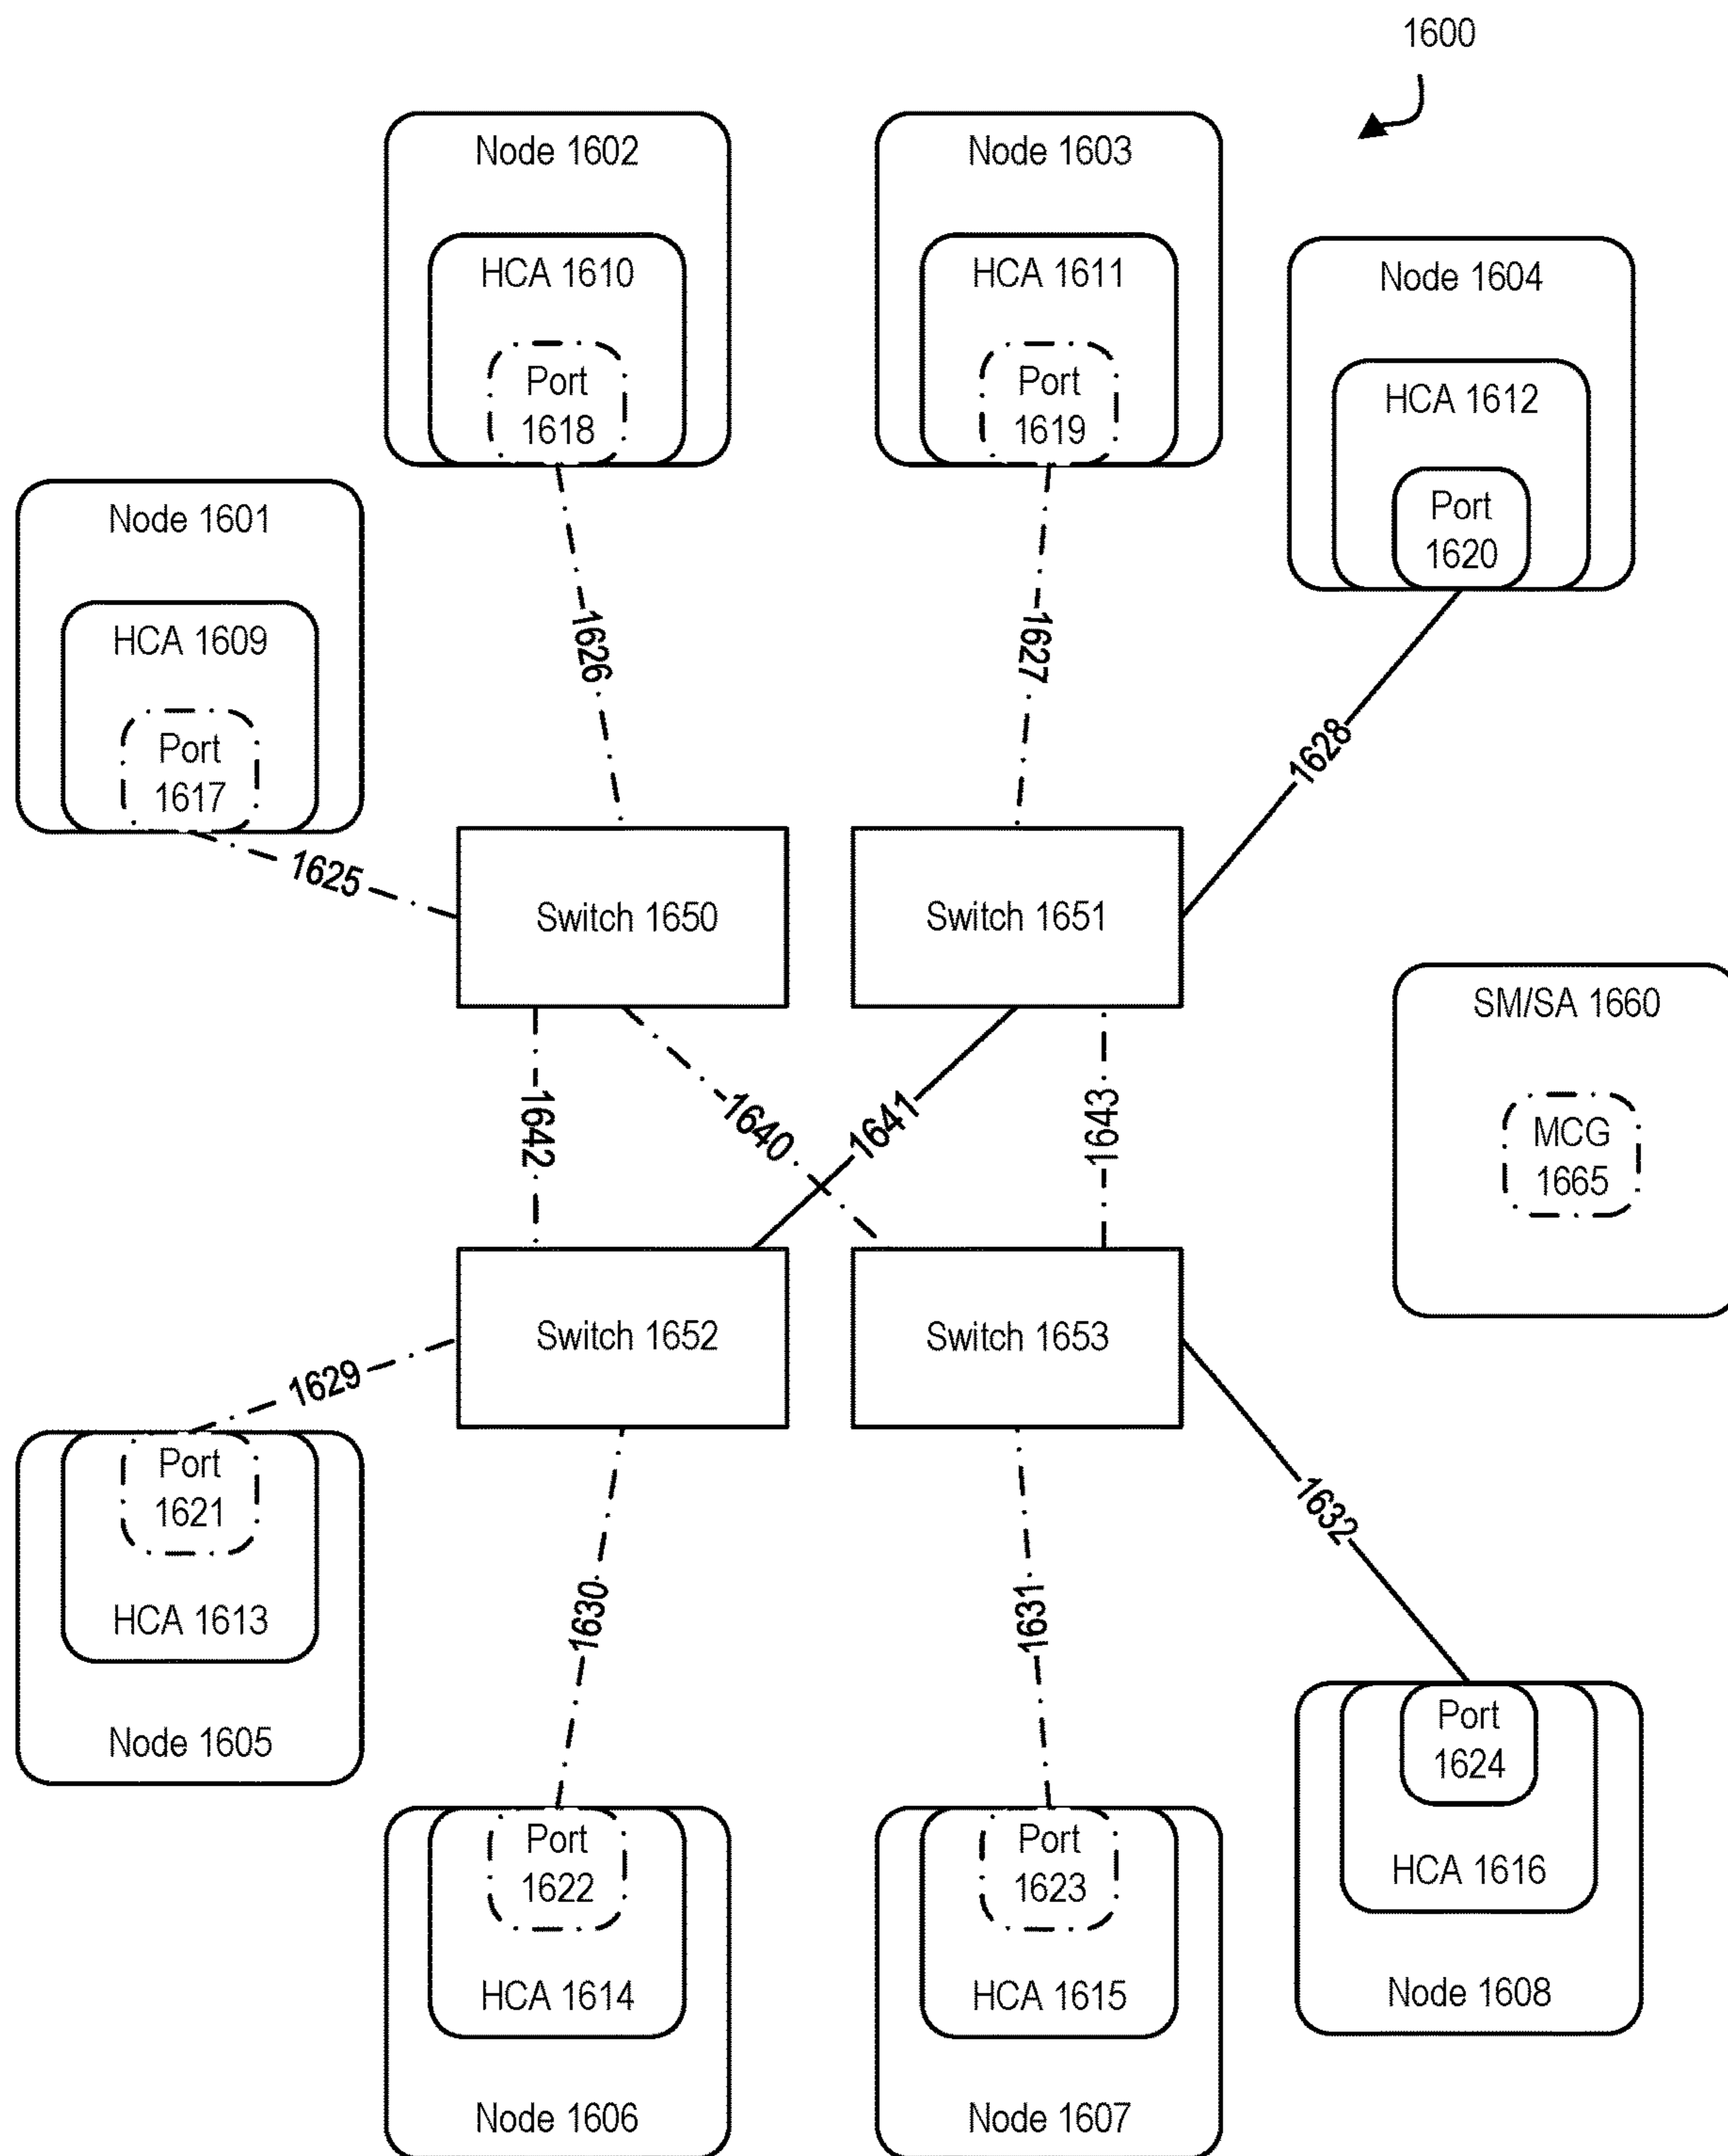 1600
Node 1602
HCA 1610
Port
1618
Node 1603
HCA 1611
Port
1619
Node 1604
HCA 1612
Port
1620
Node 1601
HCA 1609
Port
1617
1626
1627
1628
1625
Switch 1650
Switch 1651
SM/SA 1660
MCG
1665
1642
1640
1641
1643
Switch 1652
Switch 1653
1629
Port
1621
HCA 1613
Node 1605
1630
1631
1632
Port
1622
HCA 1614
Node 1606
Port
1623
HCA 1615
Node 1607
Port
1624
HCA 1616
Node 1608